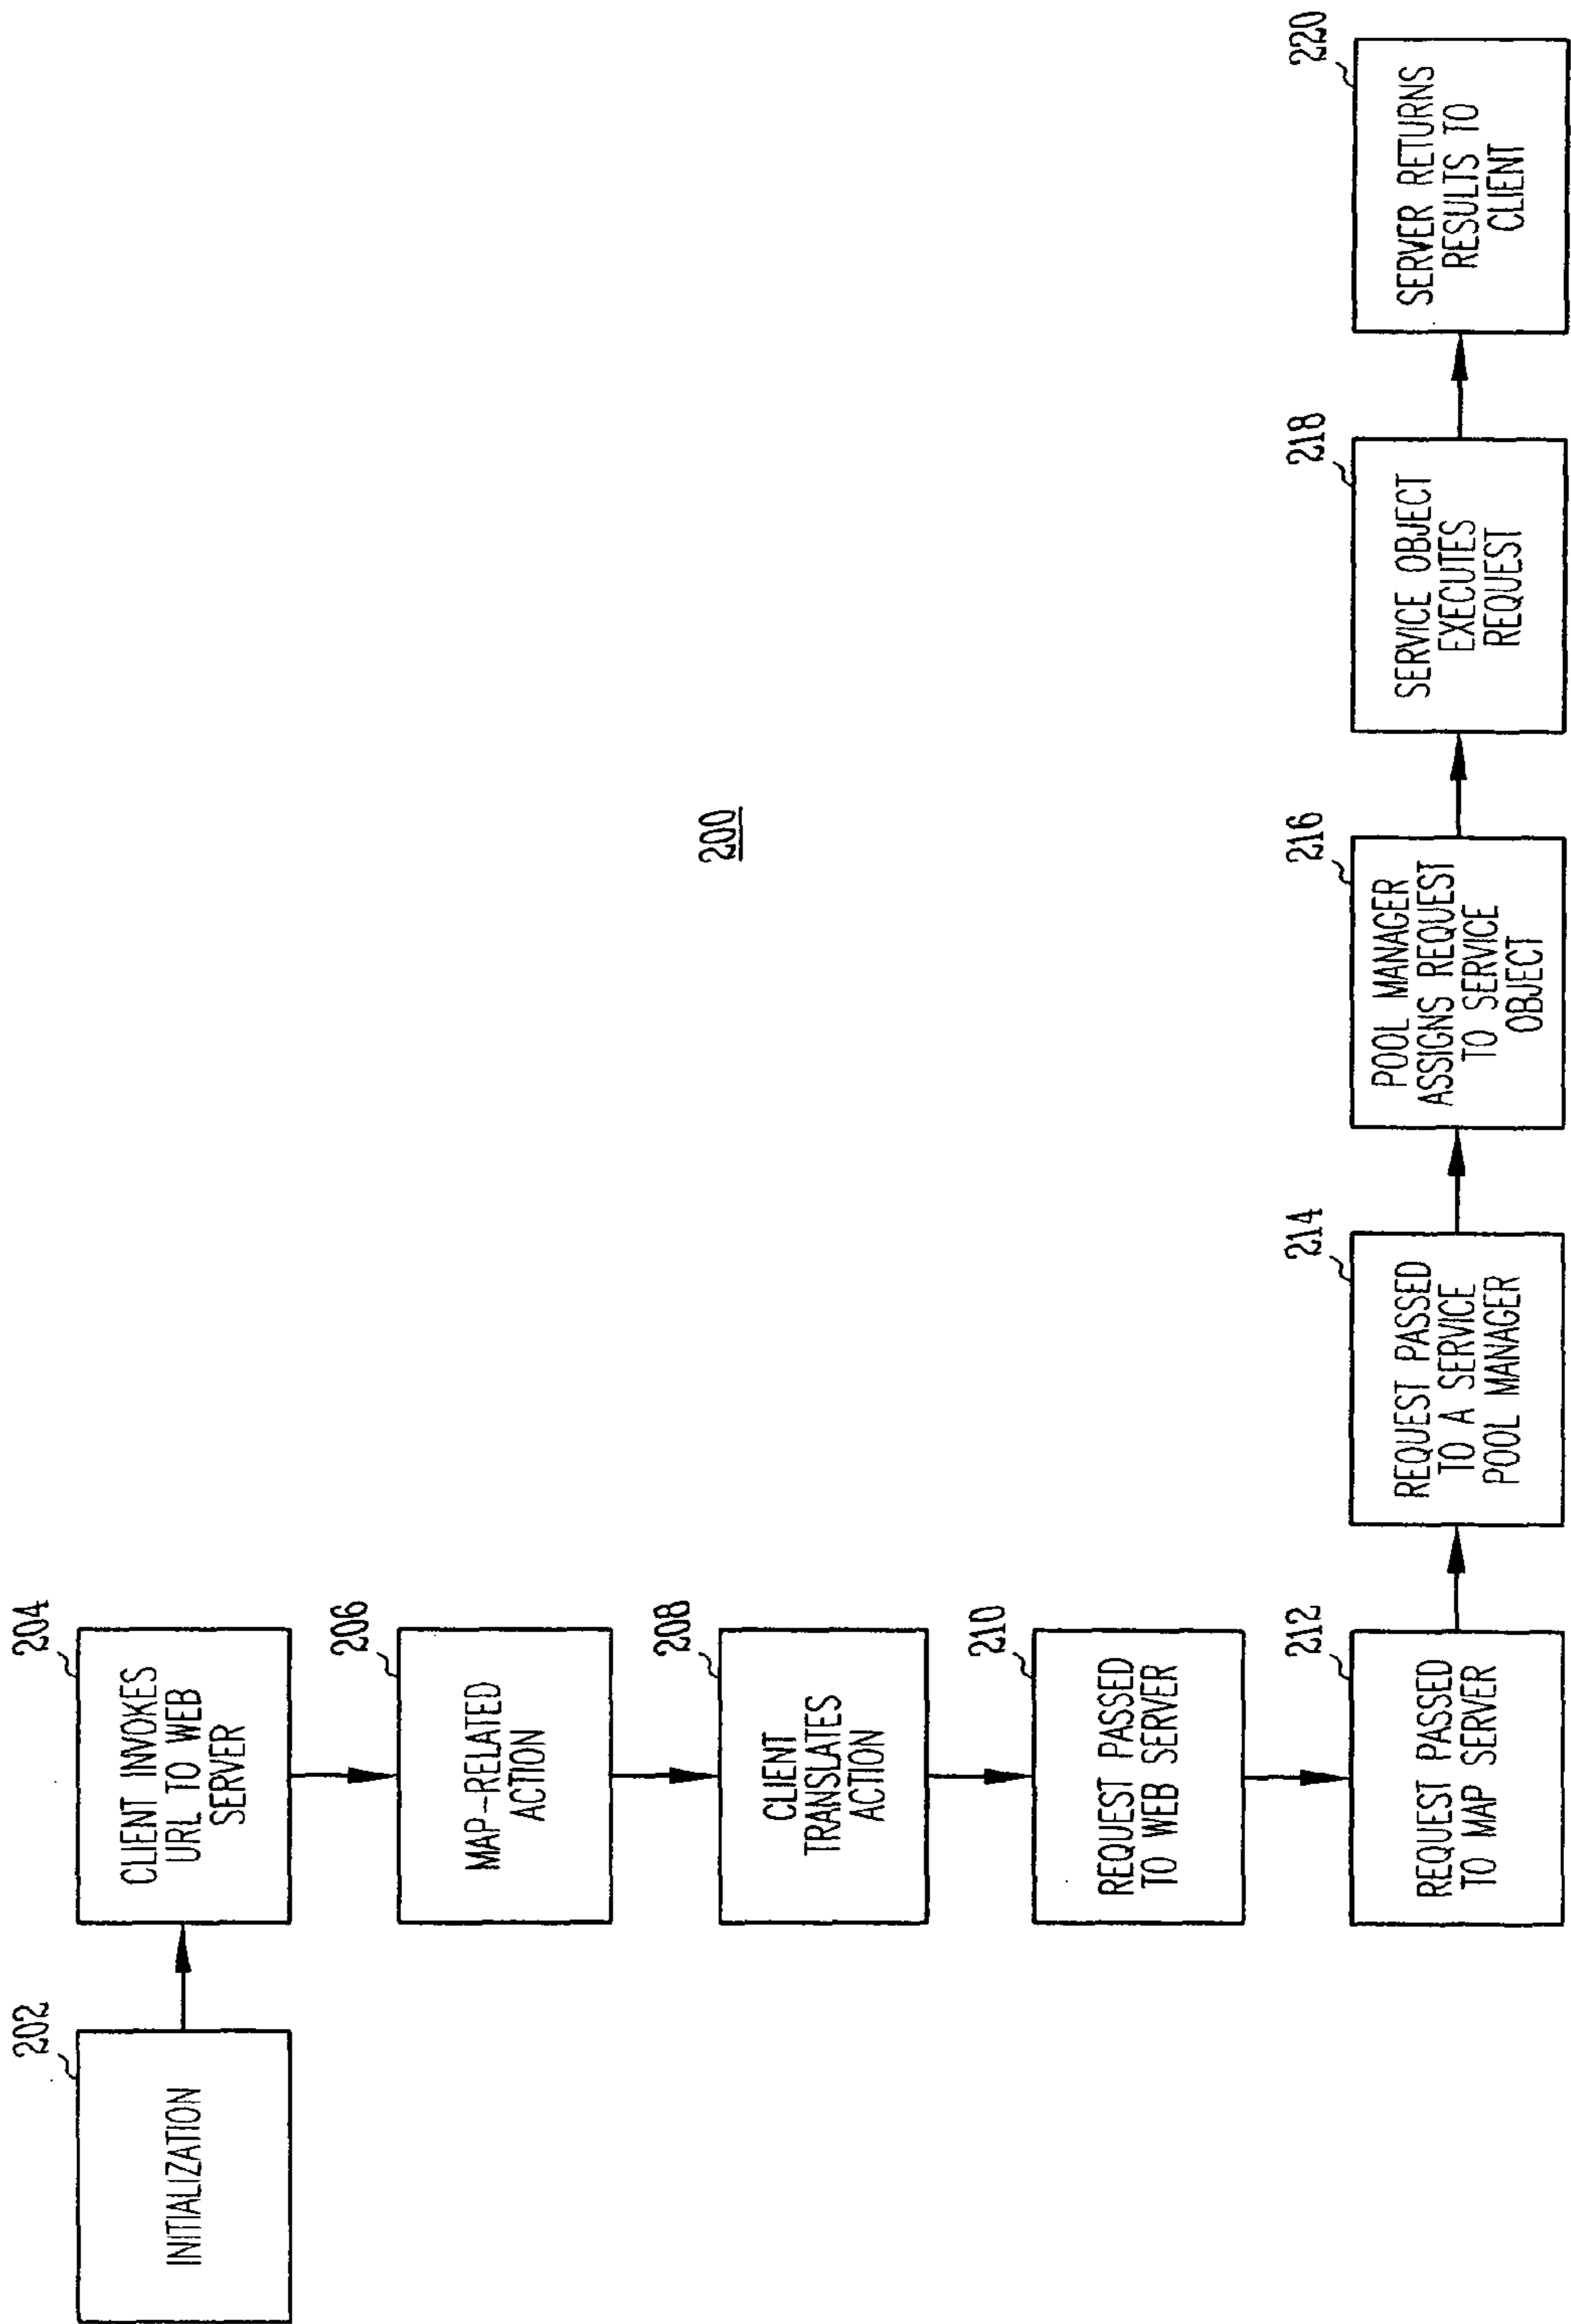 200
202
INITIALIZATION
204
CLIENT INVOKES
URL TO WEB
SERVER
206
MAP-RELATED
ACTION
208
CLIENT
TRANSLATES
ACTION
210
REQUEST PASSED
TO WEB SERVER
212
REQUEST PASSED
TO MAP SERVER
214
REQUEST PASSED
TO A SERVICE
POOL MANAGER
216
POOL MANAGER
ASSIGNS REQUEST
TO SERVICE
OBJECT
218
SERVICE OBJECT
EXECUTES
REQUEST
220
SERVER RETURNS
RESULTS TO
CLIENT